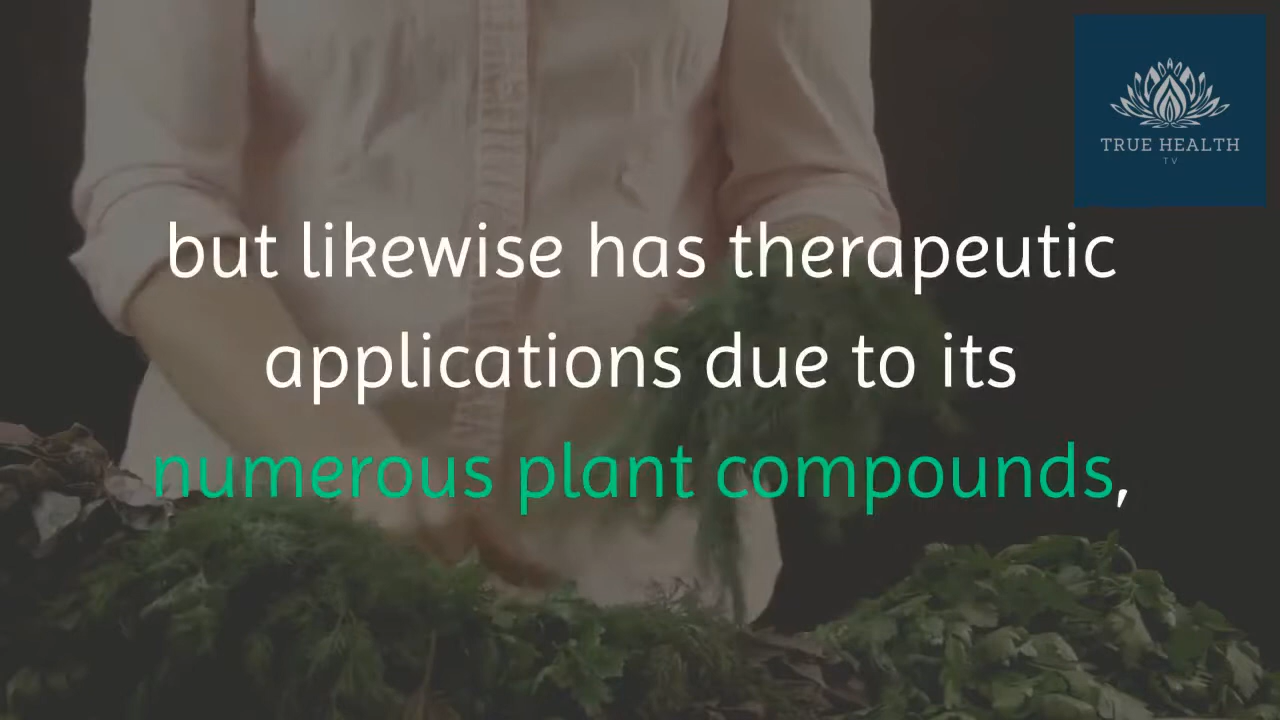 TRUE HEALTH
TV
but likewise has therapeutic
applications due to its
numerous plant compounds,